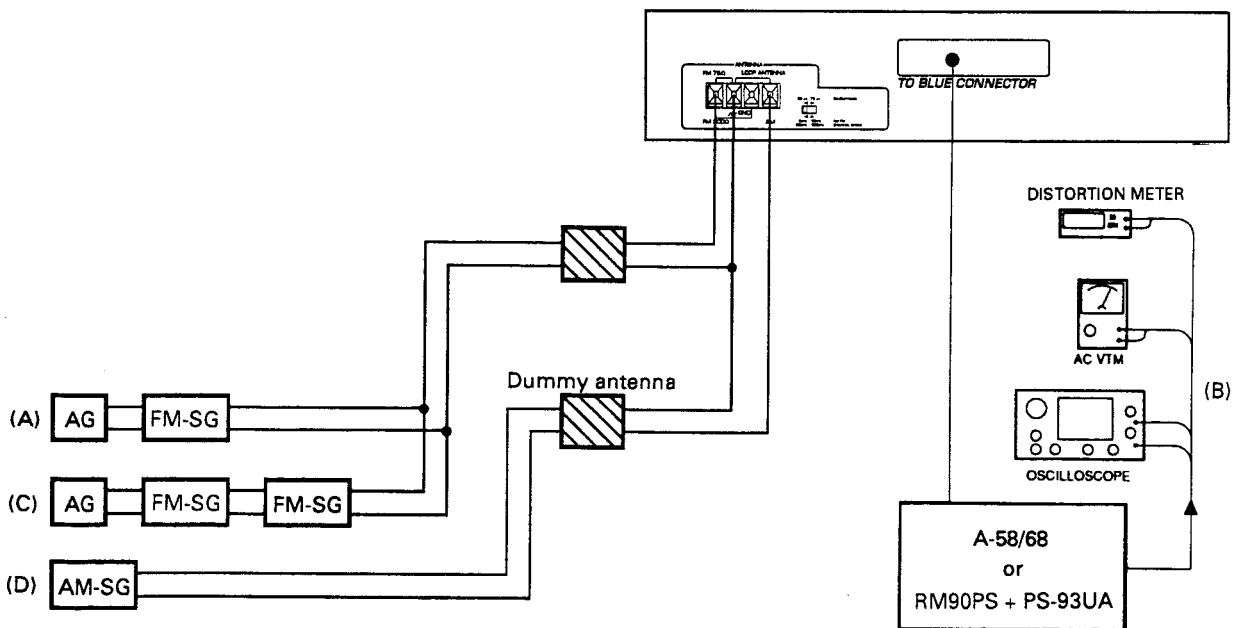 ANTENNA
FM 75Ω LOOP ANTENNA
GND
AM
TO BLUE CONNECTOR
DISTORTION METER
AC VTM
(B)
OSCILLOSCOPE
Dummy antenna
(A) AG FM-SG
(C) AG FM-SG FM-SG
(D) AM-SG
A-58/68
or
RM90PS + PS-93UA